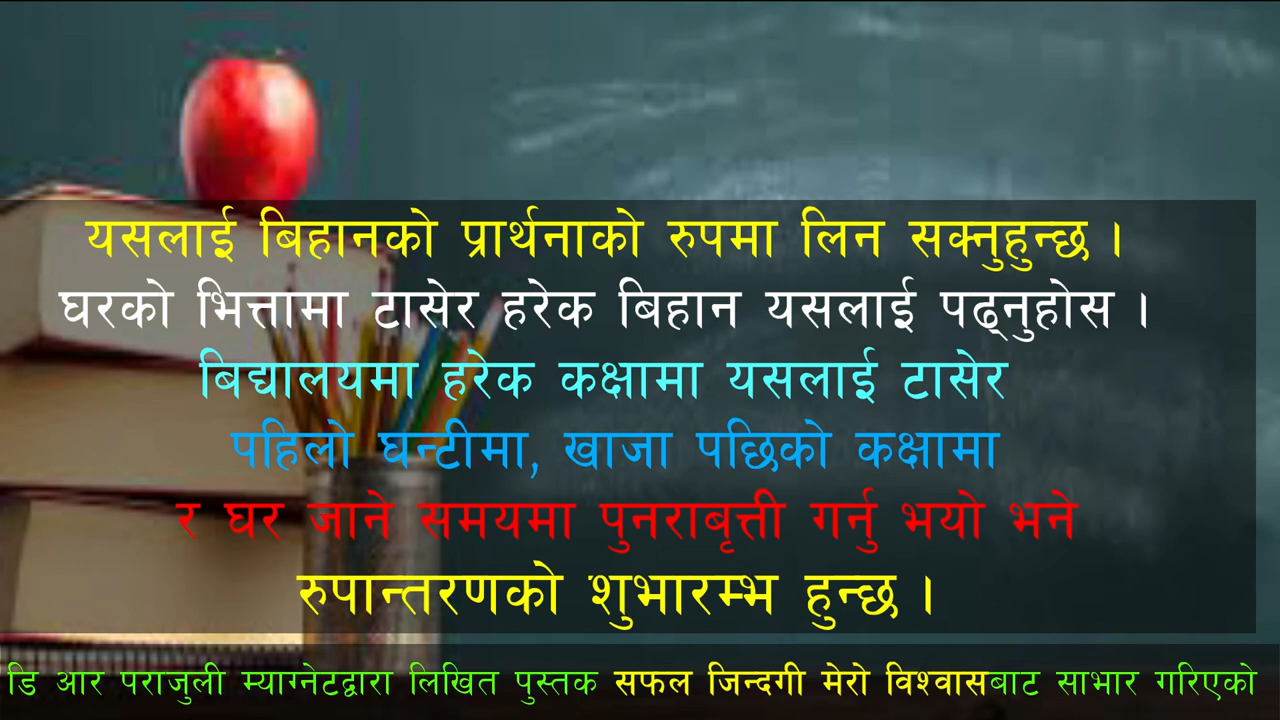 यसलाई बिहानको प्रार्थनाको रुपमा लिन सक्नुहुन्छ ।
घरको भित्तामा टासेर हरेक बिहान यसलाई पढ्नुहोस ।
बिद्यालयमा हरेक कक्षामा यसलाई टासेर
पहिलो घन्टीमा, खाजा पछिको कक्षामा
र घर जाने समयमा पुनराबृत्ती गर्नु भयो भने
रुपान्तरणको शुभारम्भ हुन्छ ।
डि आर पराजुली म्याग्नेटद्वारा लिखित पुस्तक सफल जिन्दगी मेरो विश्वासबाट साभार गरिएको